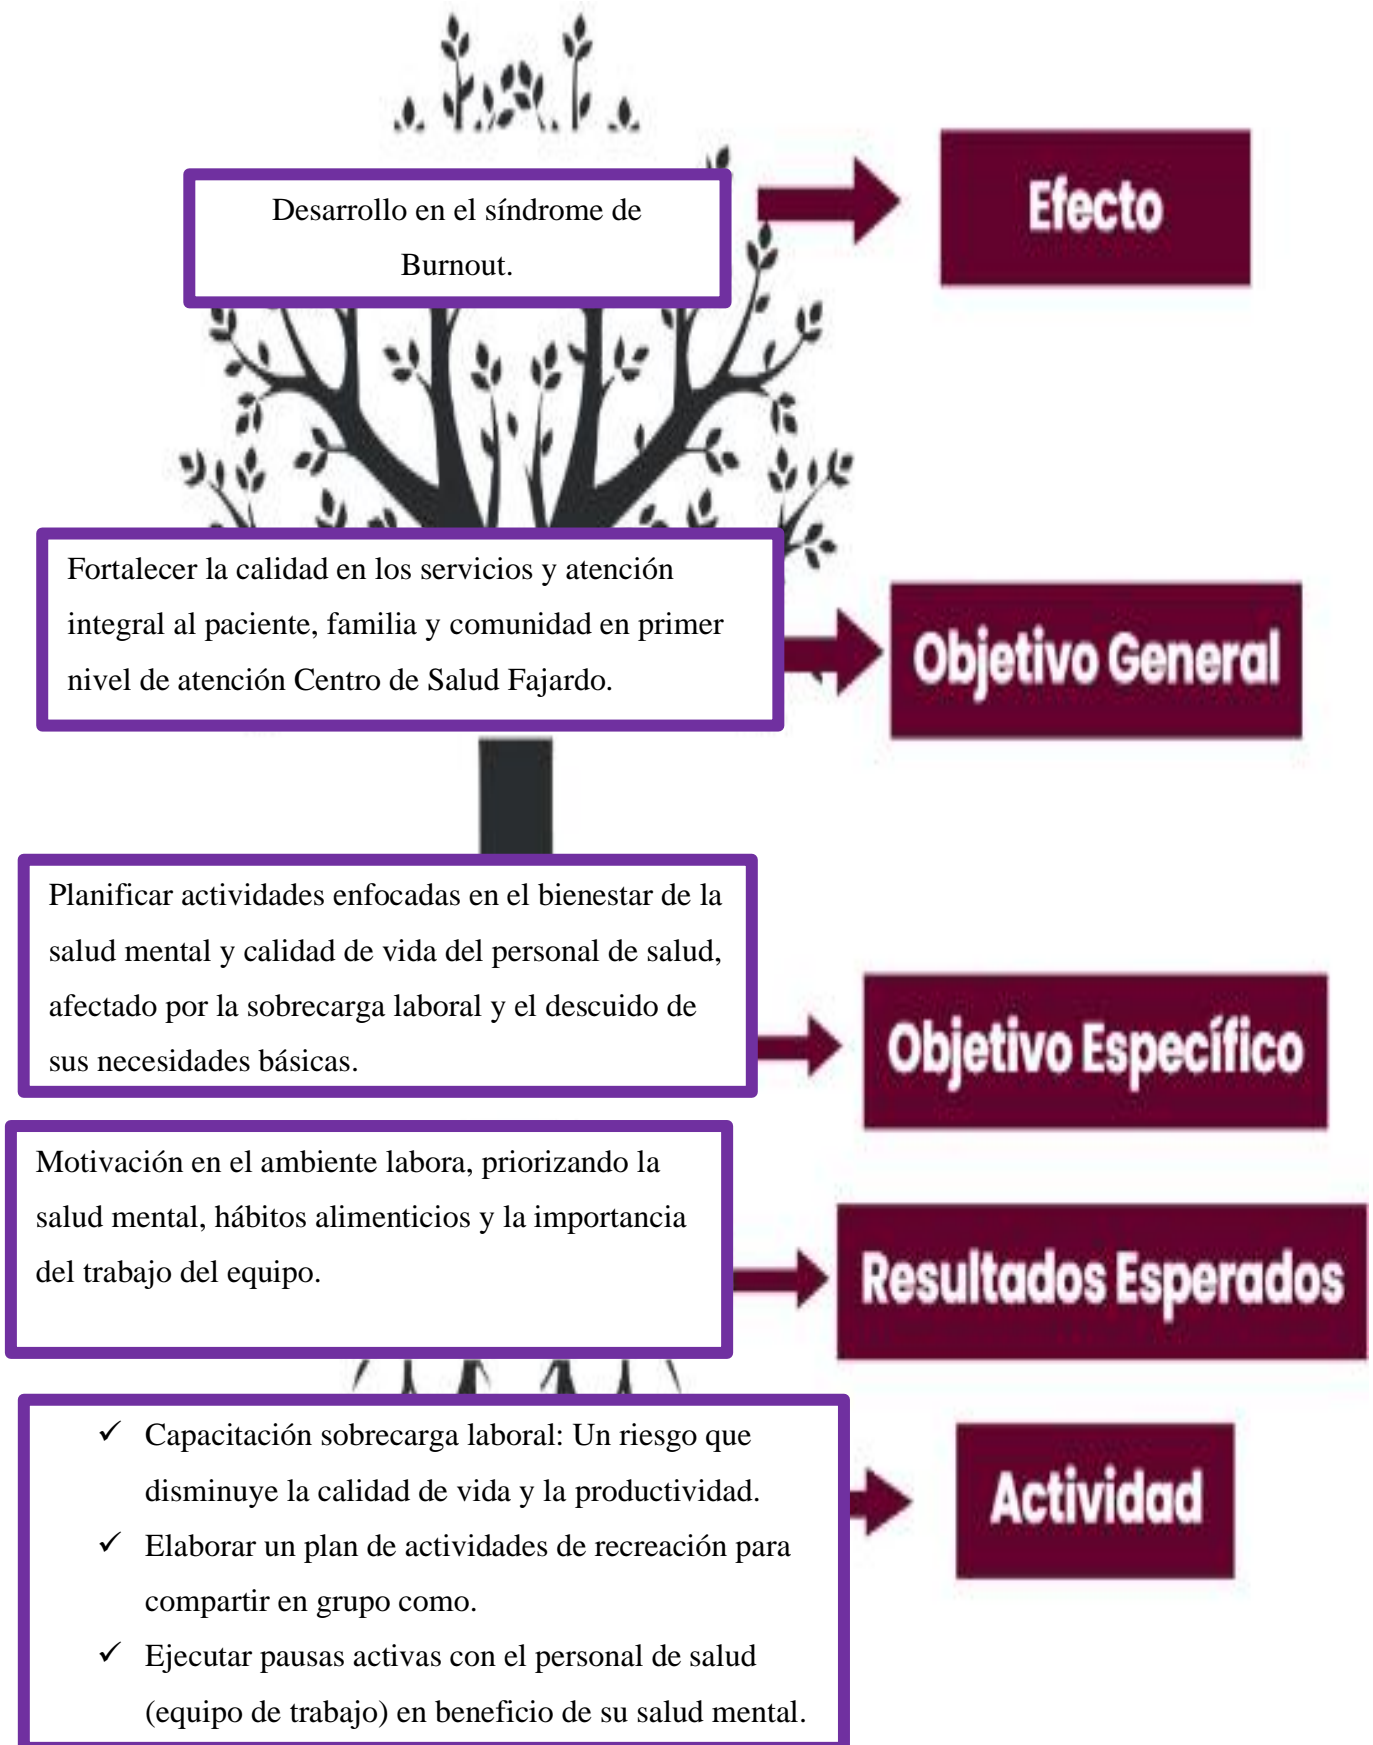 Desarrollo en el síndrome de
Burnout.
Efecto
Fortalecer la calidad en los servicios y atención
integral al paciente, familia y comunidad en primer
nivel de atención Centro de Salud Fajardo.
Objetivo General
Planificar actividades enfocadas en el bienestar de la
salud mental y calidad de vida del personal de salud,
afectado por la sobrecarga laboral y el descuido de
sus necesidades básicas.
Objetivo Específico
Motivación en el ambiente labora, priorizando la
salud mental, hábitos alimenticios y la importancia
del trabajo del equipo.
Resultados Esperados
✓ Capacitación sobrecarga laboral: Un riesgo que
disminuye la calidad de vida y la productividad.
✓ Elaborar un plan de actividades de recreación para
compartir en grupo como.
✓ Ejecutar pausas activas con el personal de salud
(equipo de trabajo) en beneficio de su salud mental.
Actividad